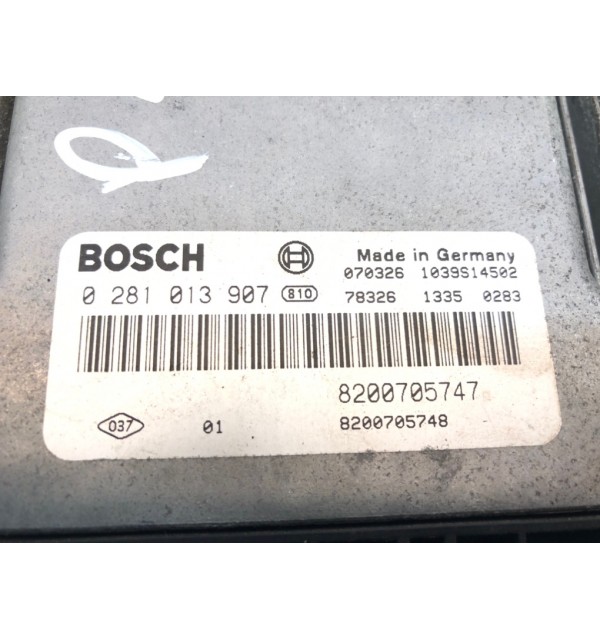 BOSCH
Made in Germany
070326 1039S14502
0 281 013 907 810
78326 1335 0283
8200705747
037 01 8200705748